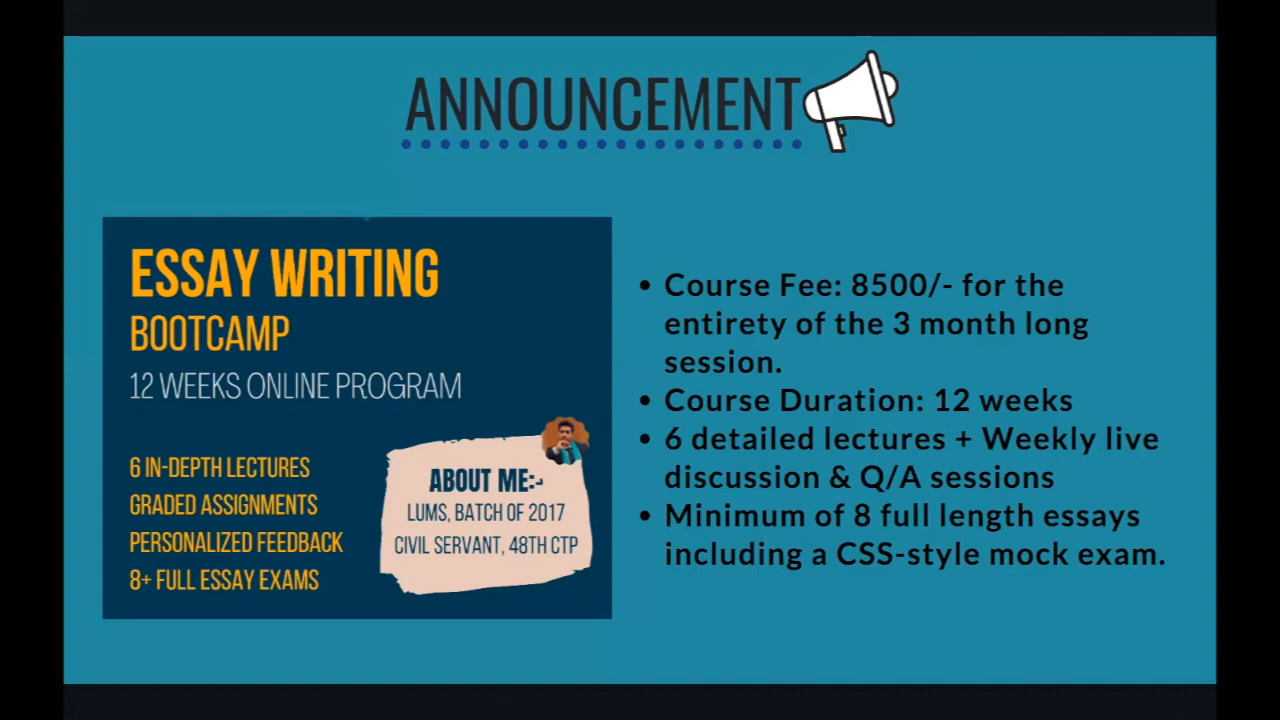 ANNOUNCEMENT
ESSAY WRITING
BOOTCAMP
12 WEEKS ONLINE PROGRAM
6 IN-DEPTH LECTURES
GRADED ASSIGNMENTS
PERSONALIZED FEEDBACK
8+ FULL ESSAY EXAMS
ABOUT ME:-
LUMS, BATCH OF 2017
CIVIL SERVANT, 48TH CTP
• Course Fee: 8500/- for the
entirety of the 3 month long
session.
• Course Duration: 12 weeks
• 6 detailed lectures + Weekly live
discussion & Q/A sessions
• Minimum of 8 full length essays
including a CSS-style mock exam.